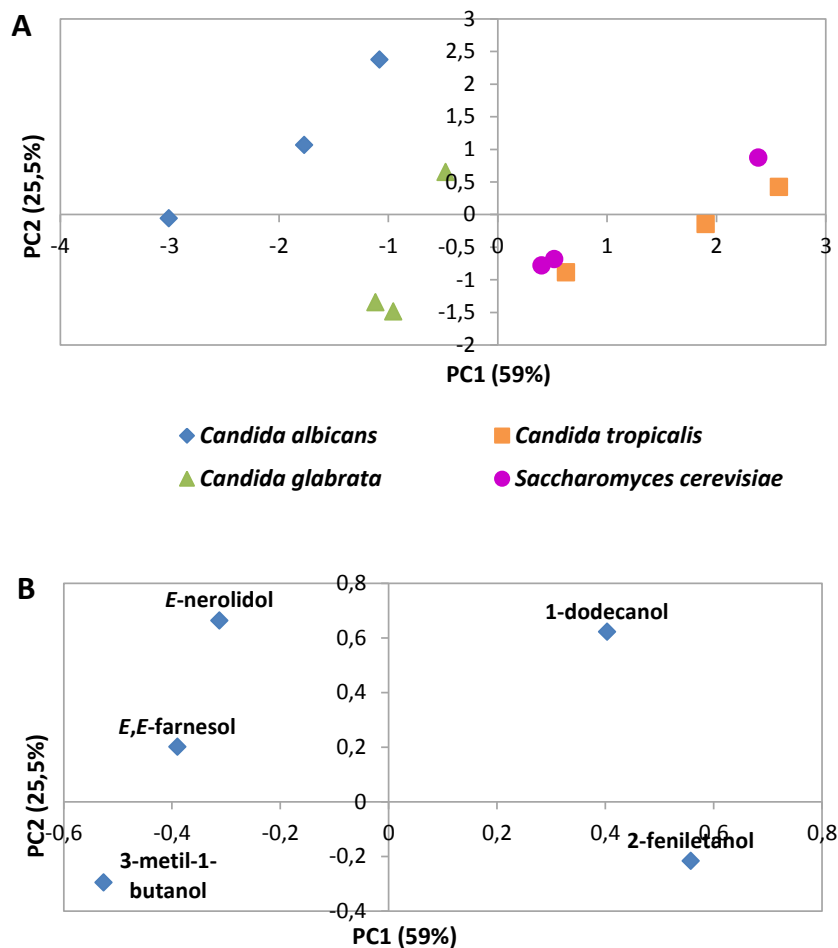 A
3
2,5
2
1,5
1
0,5
0
-0,5
-1
-1,5
-2
-4 -3 -2 -1 0 1 2 3
PC2 (25,5%)
PC1 (59%)
Candida albicans
Candida tropicalis
Candida glabrata
Saccharomyces cerevisiae
B
0,8
0,6
0,4
0,2
0
-0,2
-0,4
-0,6 -0,4 -0,2 0 0,2 0,4 0,6 0,8
E-nerolidol
1-dodecanol
E,E-farnesol
3-metil-1-
butanol
2-feniletanol
PC2 (25,5%)
PC1 (59%)